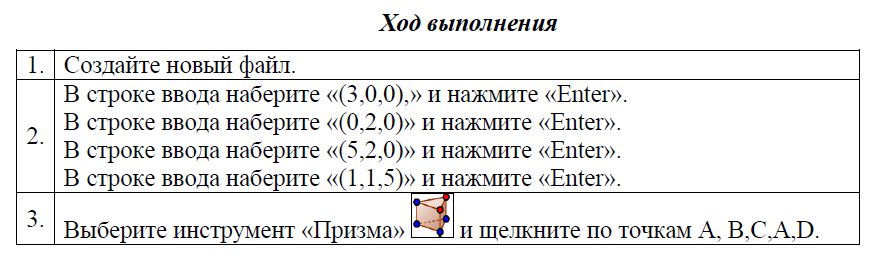 Ход выполнения
1. Создайте новый файл.
2. В строке ввода наберите «(3,0,0),» и нажмите «Enter».
В строке ввода наберите «(0,2,0)» и нажмите «Enter».
В строке ввода наберите «(5,2,0)» и нажмите «Enter».
В строке ввода наберите «(1,1,5)» и нажмите «Enter».
3. Выберите инструмент «Призма» и щелкните по точкам A, B,C,A,D.